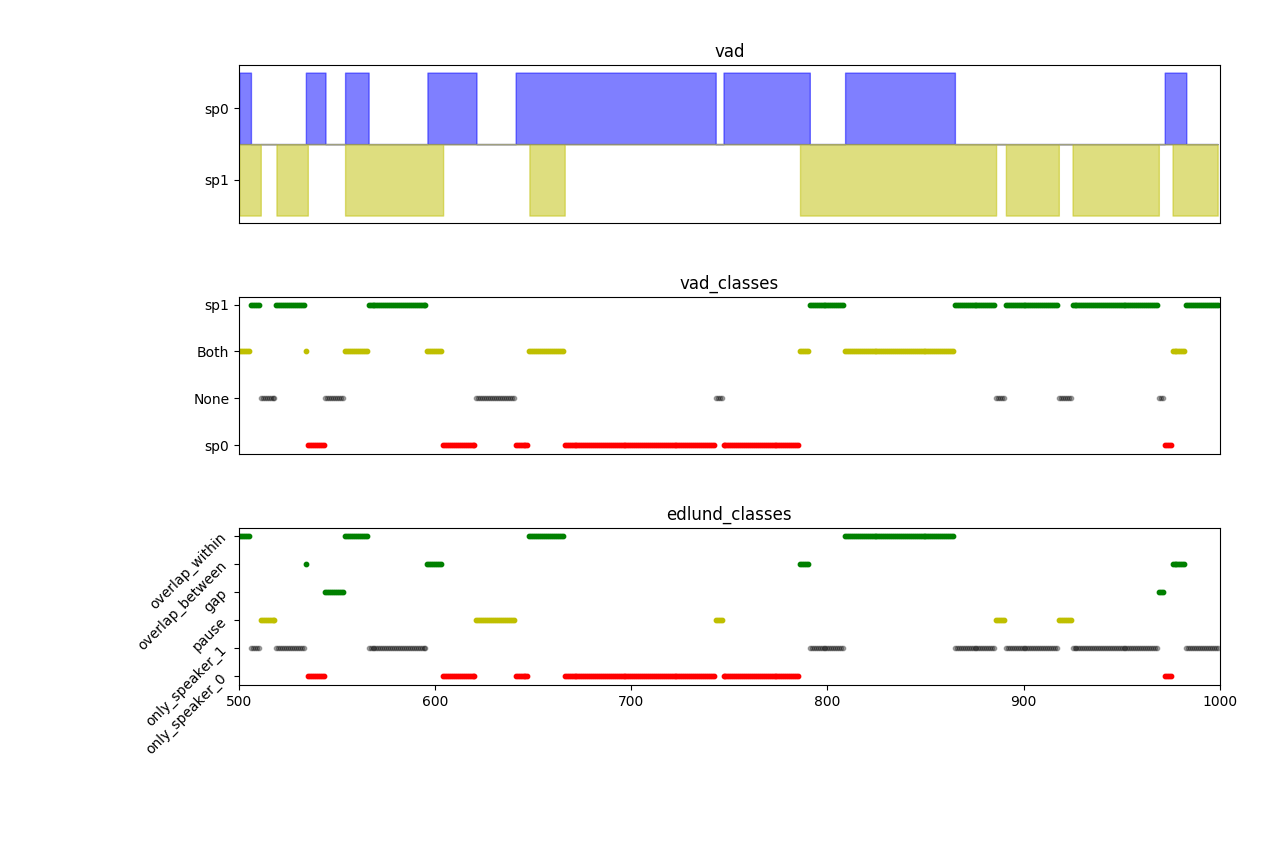 vad
sp0
sp1
vad_classes
sp1
Both
None
sp0
edlund_classes
overlap_within
overlap_between
gap
pause
only_speaker_1
only_speaker_0
500 600 700 800 900 1000